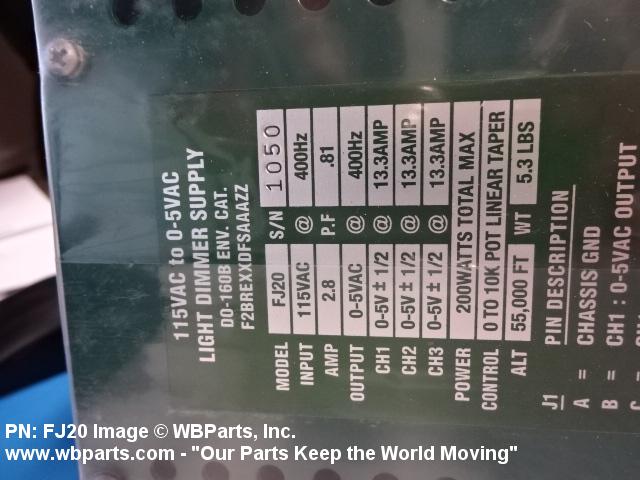 115VAC to 0-5VAC
LIGHT DIMMER SUPPLY
DO-160B ENV. CAT.
F2BREXXDFSAAAZZ
MODEL FJ20 S/N 1050
INPUT 115VAC @ 400Hz
AMP 2.8 P.F .81
OUTPUT 0-5VAC @ 400Hz
CH1 0-5V ± 1/2 @ 13.3AMP
CH2 0-5V ± 1/2 @ 13.3AMP
CH3 0-5V ± 1/2 @ 13.3AMP
POWER 200WATTS TOTAL MAX
CONTROL 0 TO 10K POT LINEAR TAPER
ALT 55,000 FT WT 5.3 LBS
J1 PIN DESCRIPTION
A = CHASSIS GND
B = CH1 : 0-5VAC OUTPUT
PN: FJ20 Image © WBParts, Inc.
www.wbparts.com - "Our Parts Keep the World Moving"